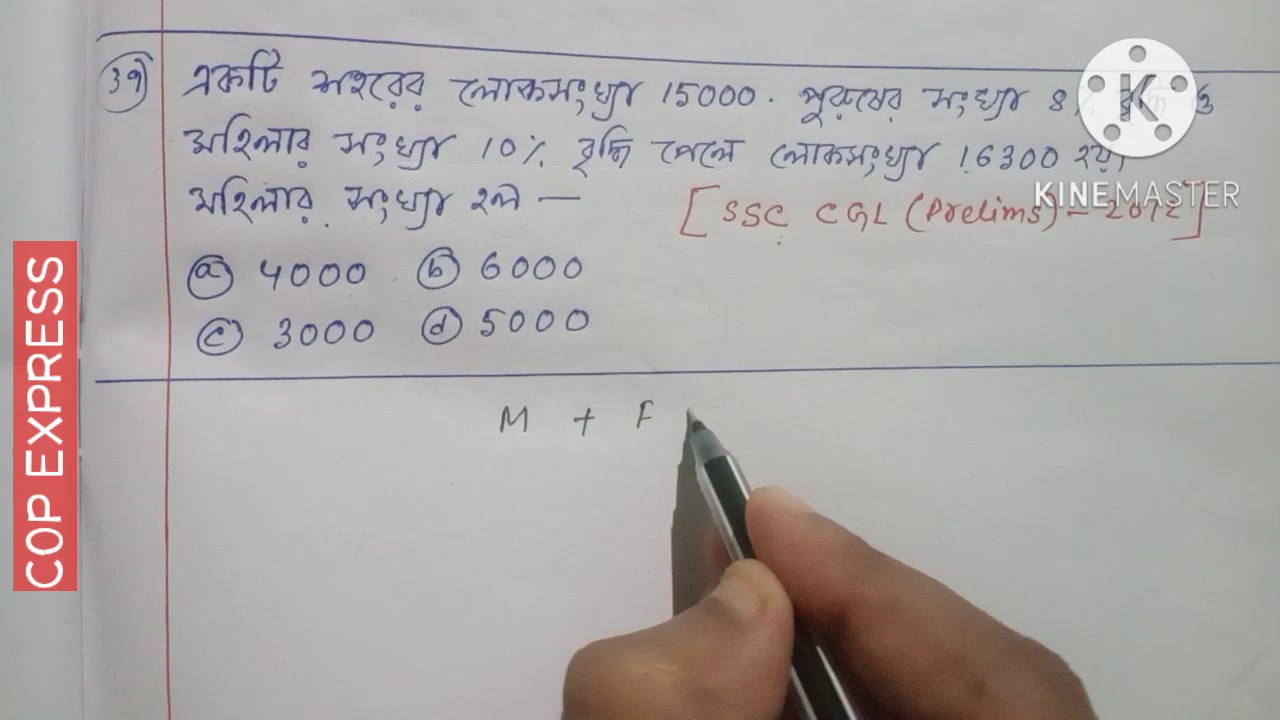 39) একটি শহরের লোকসংখ্যা 15000. পুরুষের সংখ্যা 8% ও
মহিলার সংখ্যা 10% বৃদ্ধি পেলে লোকসংখ্যা 16300 হয়।
মহিলার সংখ্যা হল —
[SSC CGL (Prelims) - 2012]
ⓐ 4000 ⓑ 6000
ⓒ 3000 ⓓ 5000
M + F
COP EXPRESS
K
KINEMASTER